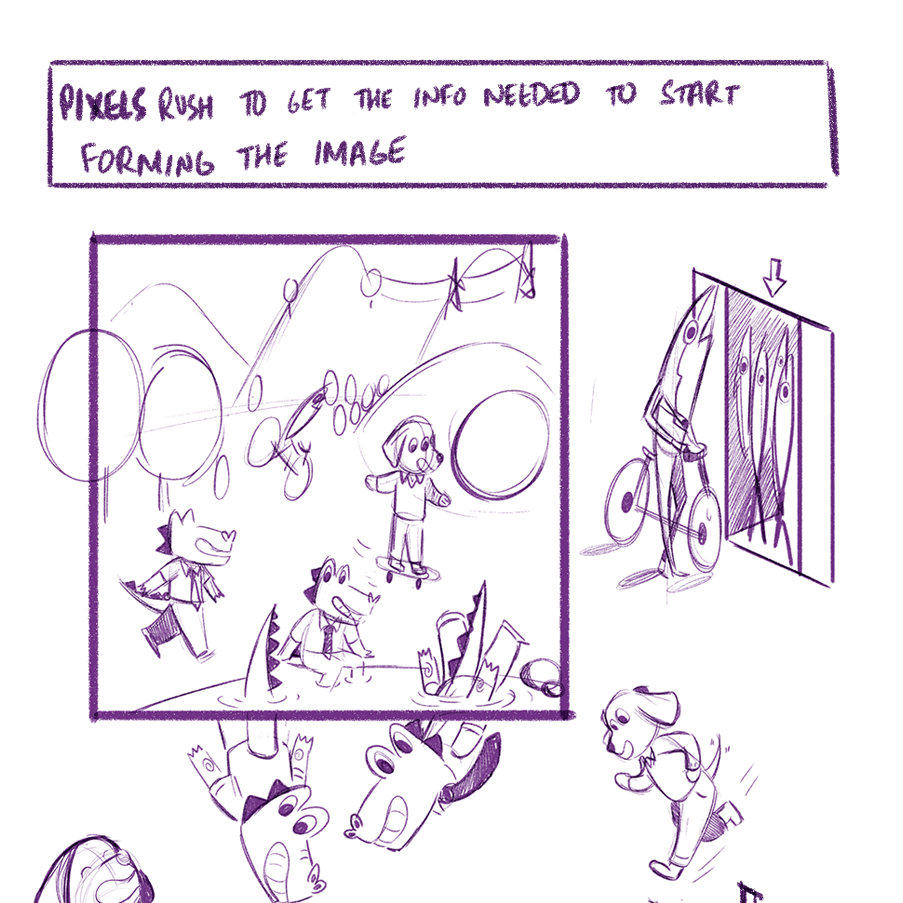 PIXELS RUSH TO GET THE INFO NEEDED TO START
FORMING THE IMAGE